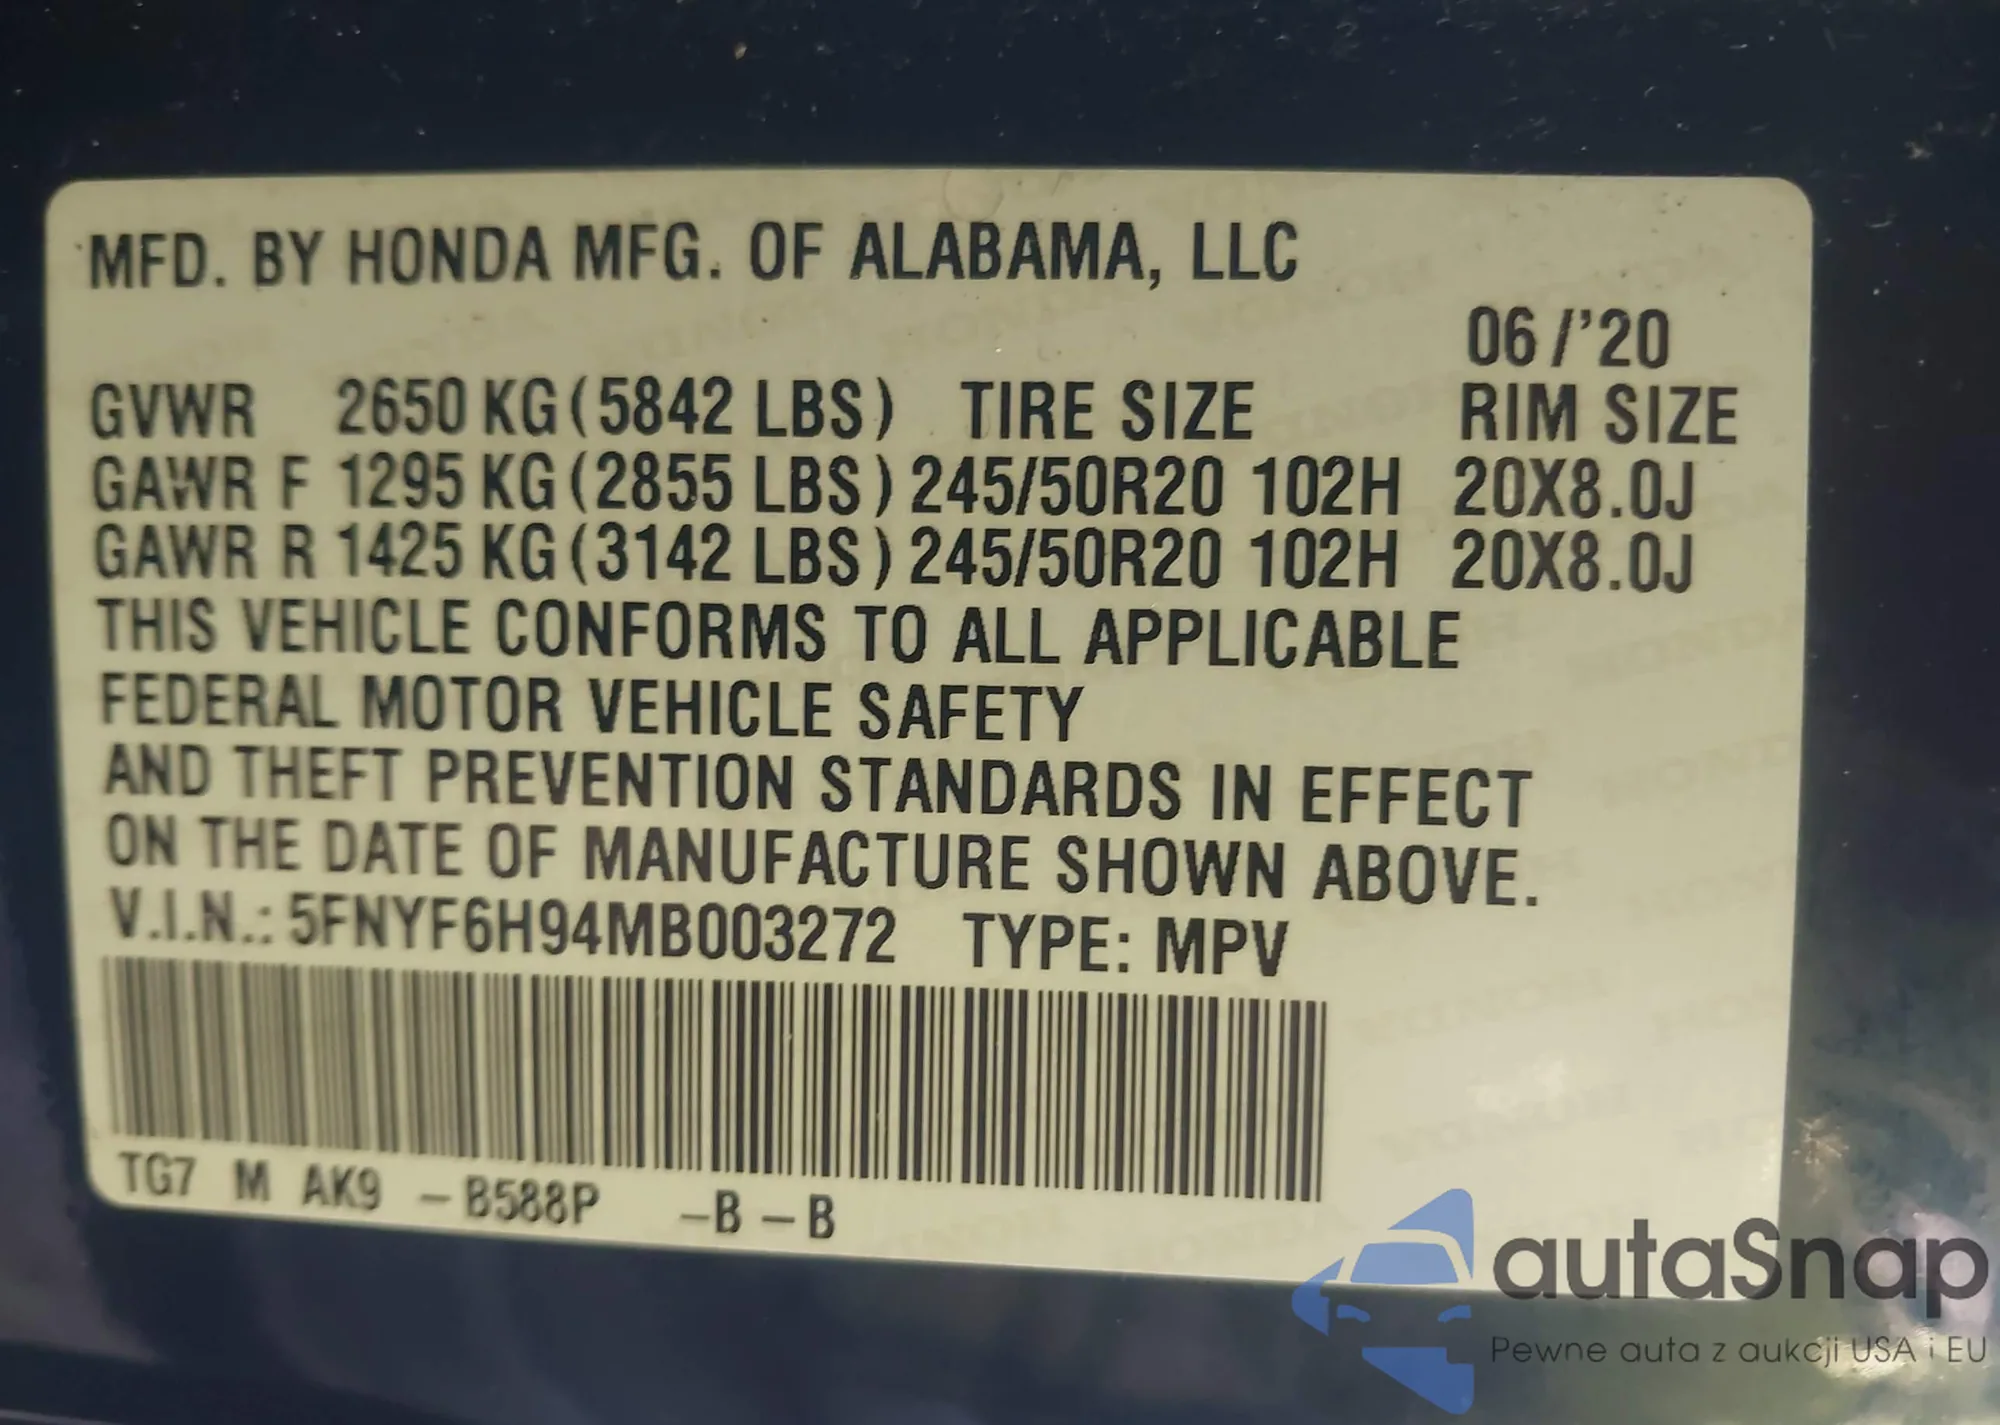 MFD. BY HONDA MFG. OF ALABAMA, LLC
06/'20
GVWR 2650 KG (5842 LBS) TIRE SIZE RIM SIZE
GAWR F 1295 KG (2855 LBS) 245/50R20 102H 20X8.0J
GAWR R 1425 KG (3142 LBS) 245/50R20 102H 20X8.0J
THIS VEHICLE CONFORMS TO ALL APPLICABLE
FEDERAL MOTOR VEHICLE SAFETY
AND THEFT PREVENTION STANDARDS IN EFFECT
ON THE DATE OF MANUFACTURE SHOWN ABOVE.
V.I.N.: 5FNYF6H94MB003272 TYPE: MPV
TG7 M AK9 -B588P -B-B
autaSnap
Pewne auta z aukcji USA i EU